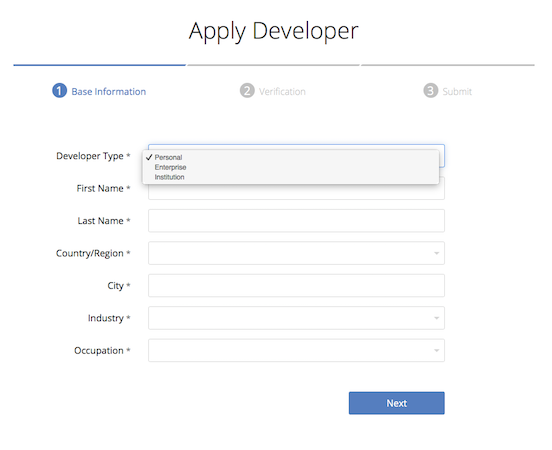 Apply Developer
1 Base Information
2 Verification
3 Submit
Developer Type *
✓ Personal
Enterprise
Institution
First Name *
Last Name *
Country/Region *
City *
Industry *
Occupation *
Next